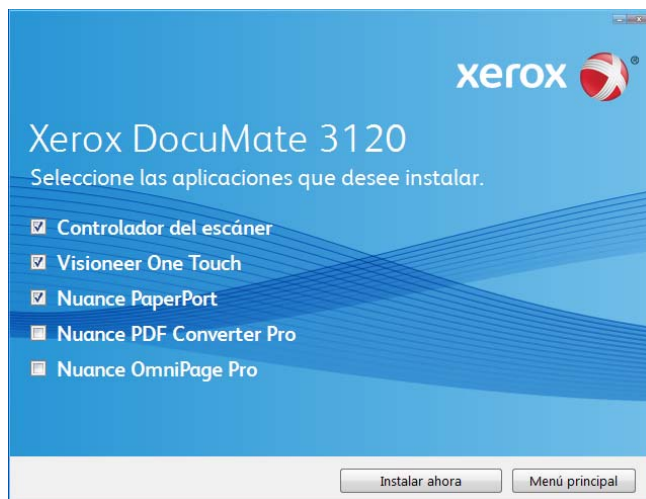 xerox ®
Xerox DocuMate 3120
Seleccione las aplicaciones que desee instalar.
Controlador del escáner
Visioneer One Touch
Nuance PaperPort
Nuance PDF Converter Pro
Nuance OmniPage Pro
Instalar ahora Menú principal